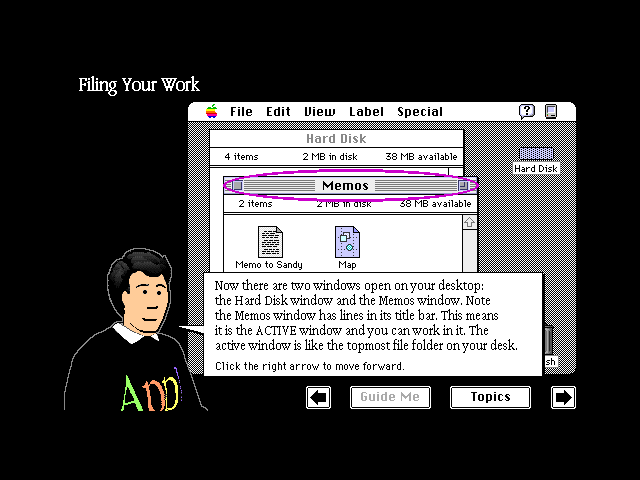 Filing Your Work
File Edit View Label Special
Hard Disk
4 items 2 MB in disk 38 MB available
Hard Disk
Memos
2 items 2 MB in disk 38 MB available
Memo to Sandy Map
Now there are two windows open on your desktop:
the Hard Disk window and the Memos window. Note
the Memos window has lines in its title bar. This means
it is the ACTIVE window and you can work in it. The
active window is like the topmost file folder on your desk.
Click the right arrow to move forward.
sh
Appl
Guide Me Topics